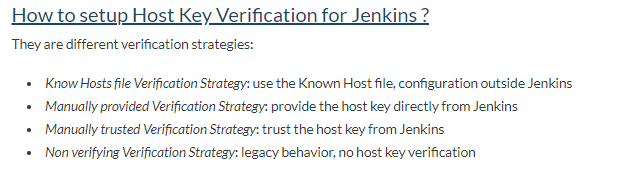 How to setup Host Key Verification for Jenkins ?
They are different verification strategies:
• Know Hosts file Verification Strategy: use the Known Host file, configuration outside Jenkins
• Manually provided Verification Strategy: provide the host key directly from Jenkins
• Manually trusted Verification Strategy: trust the host key from Jenkins
• Non verifying Verification Strategy: legacy behavior, no host key verification